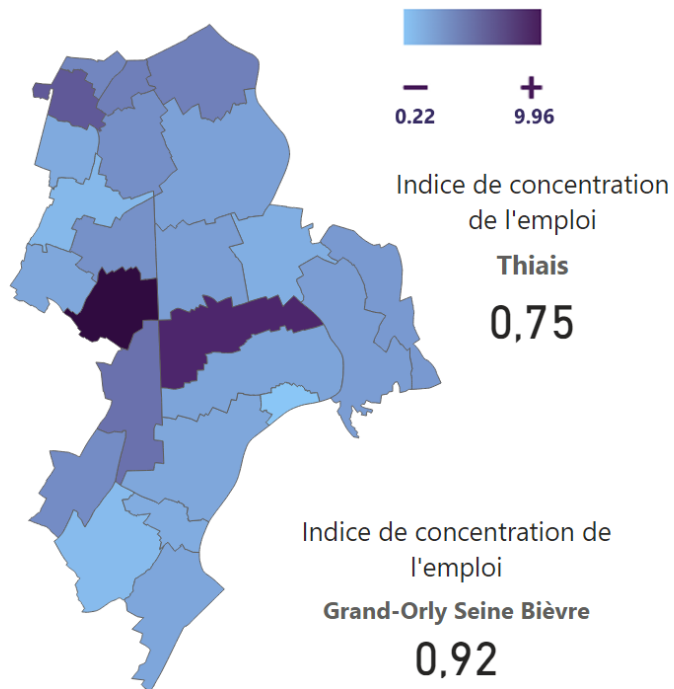 − +
0.22 9.96
Indice de concentration
de l'emploi
Thiais
0,75
Indice de concentration de
l'emploi
Grand-Orly Seine Bièvre
0,92